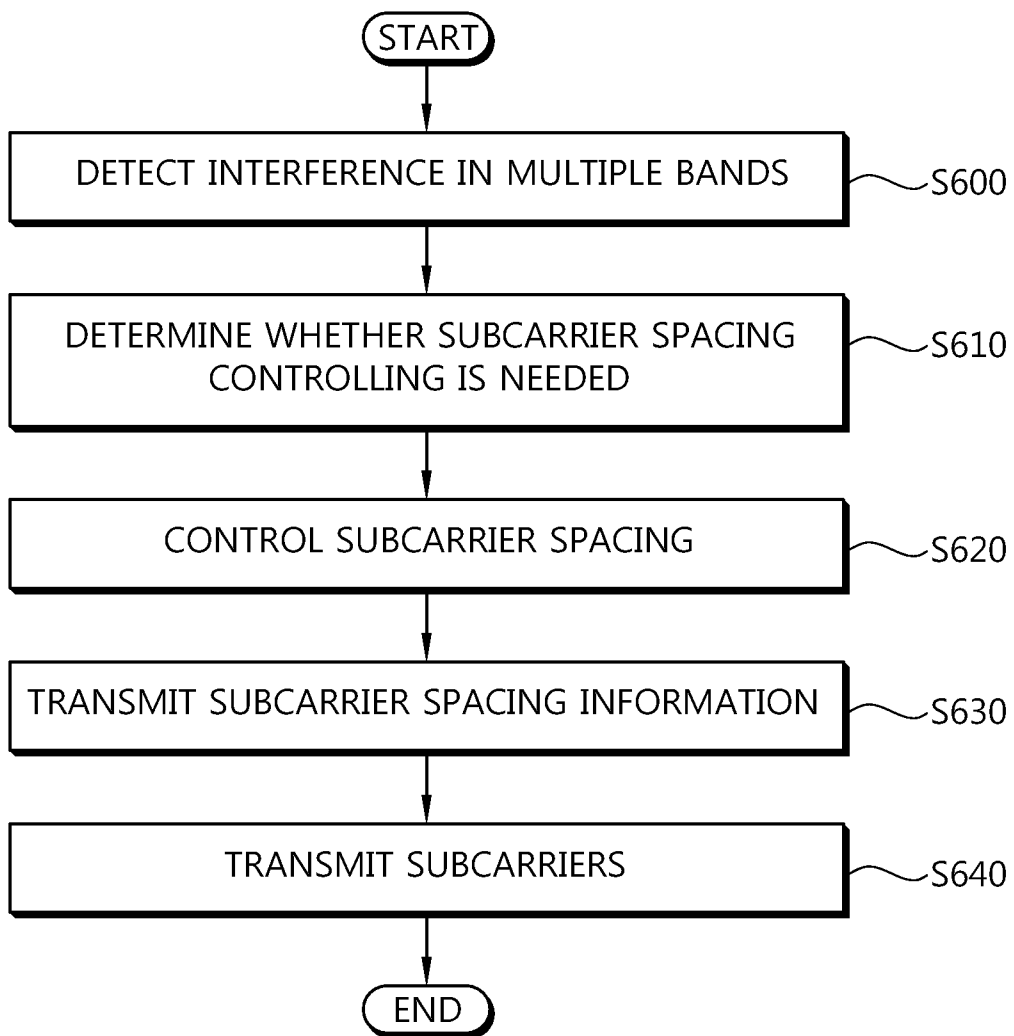 START
DETECT INTERFERENCE IN MULTIPLE BANDS
S600
DETERMINE WHETHER SUBCARRIER SPACING
CONTROLLING IS NEEDED
S610
CONTROL SUBCARRIER SPACING
S620
TRANSMIT SUBCARRIER SPACING INFORMATION
S630
TRANSMIT SUBCARRIERS
S640
END